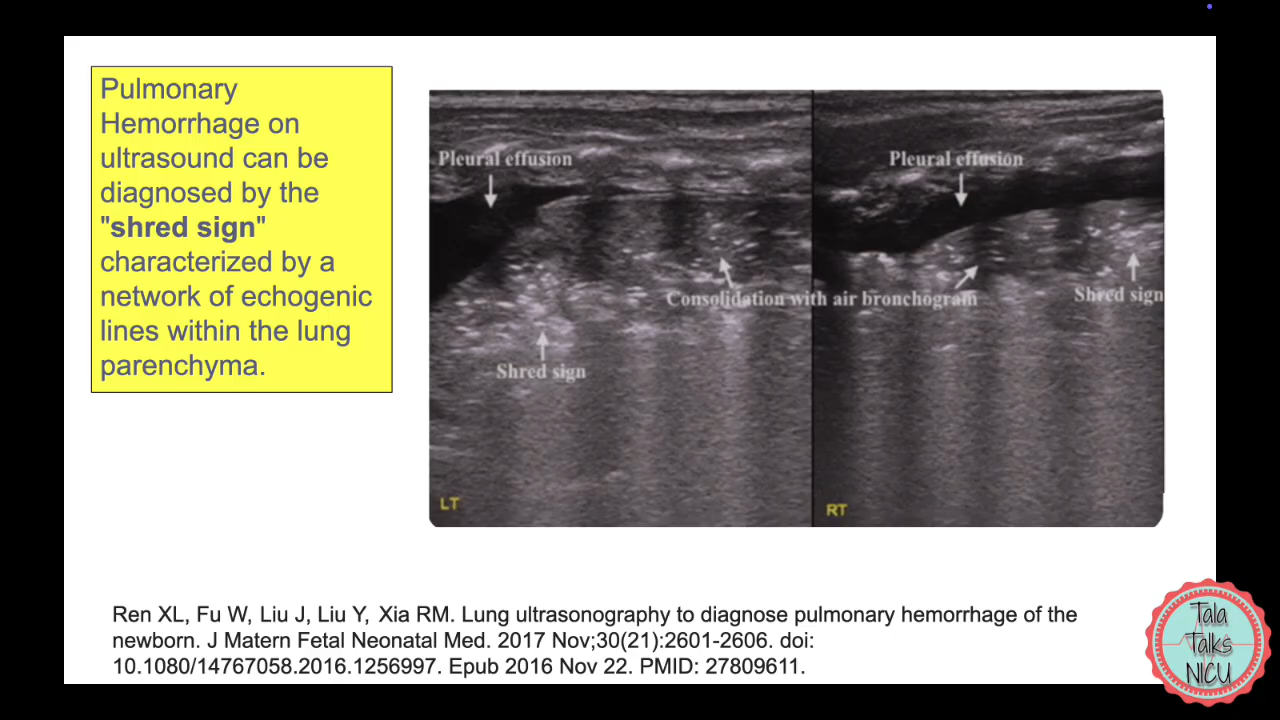 Pulmonary
Hemorrhage on
ultrasound can be
diagnosed by the
"shred sign"
characterized by a
network of echogenic
lines within the lung
parenchyma.
Pleural effusion
Pleural effusion
Consolidation with air bronchogram
Shred sign
Shred sign
LT
RT
Ren XL, Fu W, Liu J, Liu Y, Xia RM. Lung ultrasonography to diagnose pulmonary hemorrhage of the
newborn. J Matern Fetal Neonatal Med. 2017 Nov;30(21):2601-2606. doi:
10.1080/14767058.2016.1256997. Epub 2016 Nov 22. PMID: 27809611.
Tala
Talks
NICU